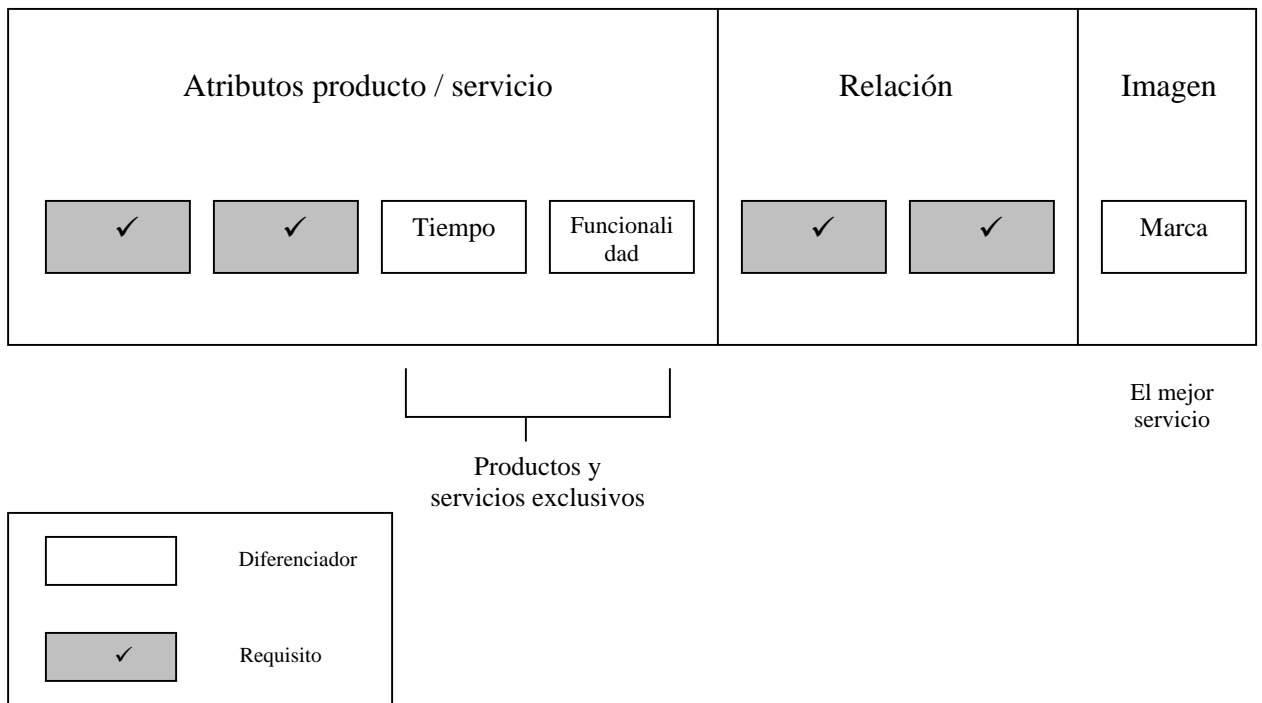 Atributos producto / servicio
Relación
Imagen
✓
✓
Tiempo
Funcionali
dad
✓
✓
Marca
El mejor
servicio
Productos y
servicios exclusivos
Diferenciador
✓
Requisito